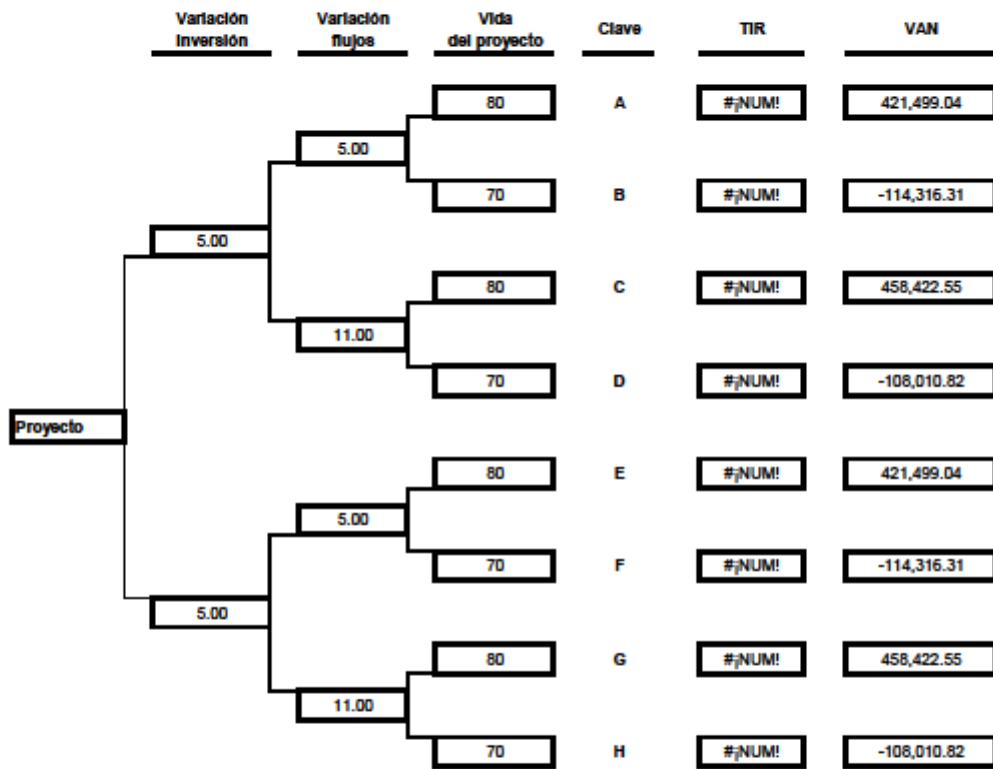 Variación Inversión
Variación flujos
Vida del proyecto
Clave
TIR
VAN
80 A #¡NUM! 421,499.04
5.00
70 B #¡NUM! -114,316.31
5.00
80 C #¡NUM! 458,422.55
11.00
70 D #¡NUM! -108,010.82
Proyecto
80 E #¡NUM! 421,499.04
5.00
70 F #¡NUM! -114,316.31
5.00
80 G #¡NUM! 458,422.55
11.00
70 H #¡NUM! -108,010.82